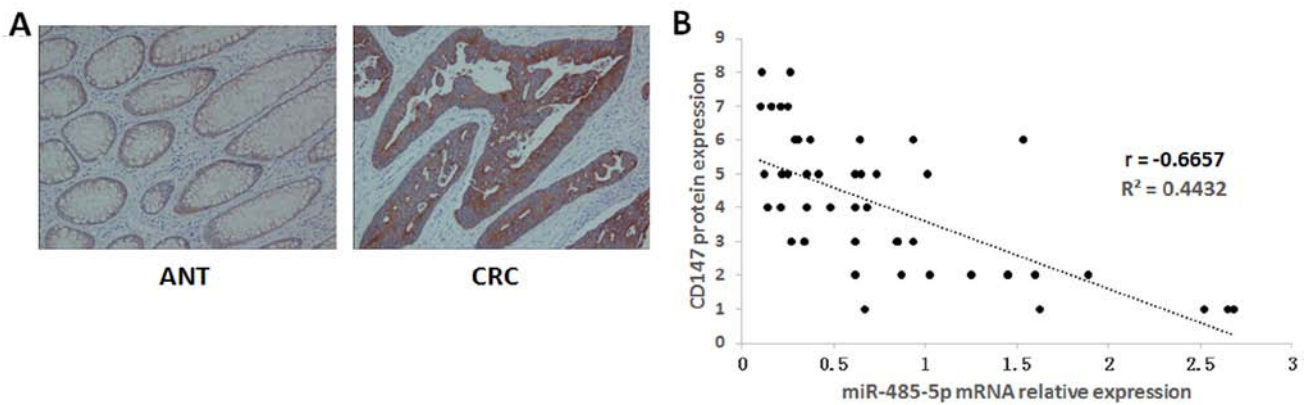 A
ANT
CRC
B
9
8
7
6
5
4
3
2
1
0
CD147 protein expression
r = -0.6657
R² = 0.4432
0
0.5
1
1.5
2
2.5
3
miR-485-5p mRNA relative expression